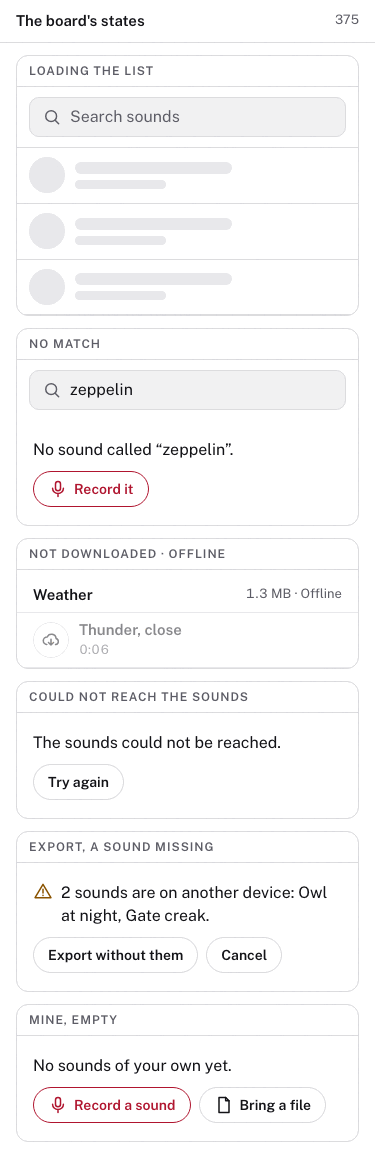 The board's states
375
LOADING THE LIST
Search sounds
NO MATCH
zeppelin
No sound called “zeppelin”.
Record it
NOT DOWNLOADED · OFFLINE
Weather
1.3 MB · Offline
Thunder, close
0:06
COULD NOT REACH THE SOUNDS
The sounds could not be reached.
Try again
EXPORT, A SOUND MISSING
2 sounds are on another device: Owl
at night, Gate creak.
Export without them
Cancel
MINE, EMPTY
No sounds of your own yet.
Record a sound
Bring a file